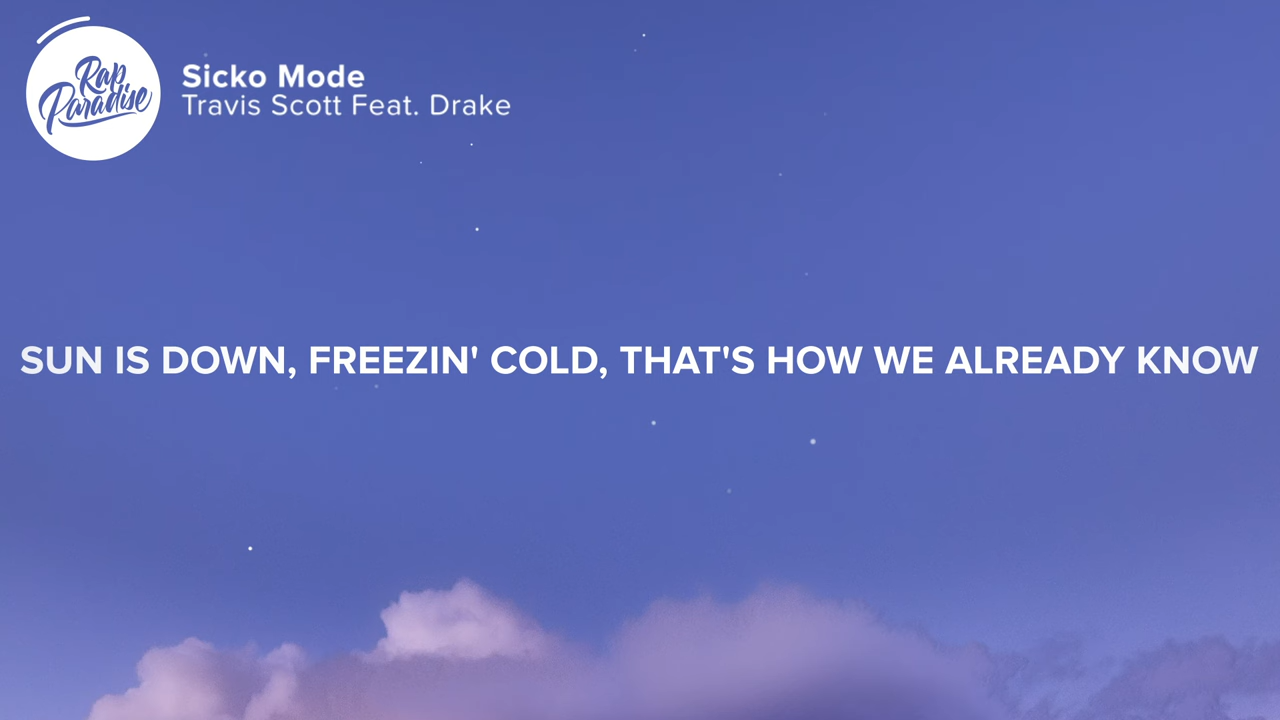 Rap
Paradise
Sicko Mode
Travis Scott Feat. Drake
SUN IS DOWN, FREEZIN' COLD, THAT'S HOW WE ALREADY KNOW